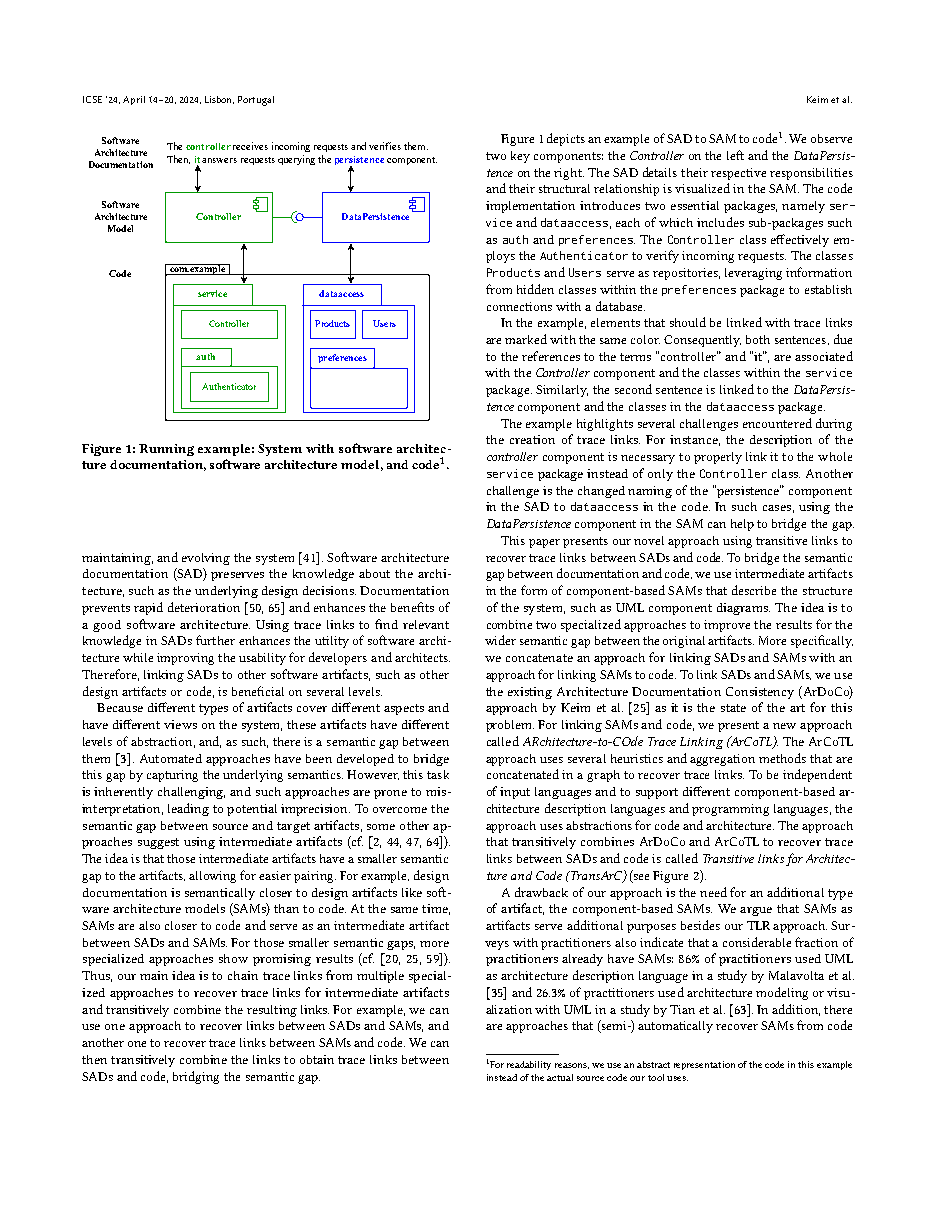 ICSE '24, April 14–20, 2024, Lisbon, Portugal
Keim et al.
Software
Architecture
Documentation
The controller receives incoming requests and verifies them.
Then, it answers requests querying the persistence component.
Software
Architecture
Model
Controller
DataPersistence
Code
com.example
service
dataaccess
Controller
Products
Users
auth
preferences
Authenticator
Figure 1: Running example: System with software architec-
ture documentation, software architecture model, and code1.
maintaining, and evolving the system [41]. Software architecture
documentation (SAD) preserves the knowledge about the archi-
tecture, such as the underlying design decisions. Documentation
prevents rapid deterioration [50, 65] and enhances the benefits of
a good software architecture. Using trace links to find relevant
knowledge in SADs further enhances the utility of software archi-
tecture while improving the usability for developers and architects.
Therefore, linking SADs to other software artifacts, such as other
design artifacts or code, is beneficial on several levels.
Because different types of artifacts cover different aspects and
have different views on the system, these artifacts have different
levels of abstraction, and, as such, there is a semantic gap between
them [3]. Automated approaches have been developed to bridge
this gap by capturing the underlying semantics. However, this task
is inherently challenging, and such approaches are prone to mis-
interpretation, leading to potential imprecision. To overcome the
semantic gap between source and target artifacts, some other ap-
proaches suggest using intermediate artifacts (cf. [2, 44, 47, 64]).
The idea is that those intermediate artifacts have a smaller semantic
gap to the artifacts, allowing for easier pairing. For example, design
documentation is semantically closer to design artifacts like soft-
ware architecture models (SAMs) than to code. At the same time,
SAMs are also closer to code and serve as an intermediate artifact
between SADs and SAMs. For those smaller semantic gaps, more
specialized approaches show promising results (cf. [20, 25, 59]).
Thus, our main idea is to chain trace links from multiple special-
ized approaches to recover trace links for intermediate artifacts
and transitively combine the resulting links. For example, we can
use one approach to recover links between SADs and SAMs, and
another one to recover trace links between SAMs and code. We can
then transitively combine the links to obtain trace links between
SADs and code, bridging the semantic gap.
Figure 1 depicts an example of SAD to SAM to code1. We observe
two key components: the Controller on the left and the DataPersis-
tence on the right. The SAD details their respective responsibilities
and their structural relationship is visualized in the SAM. The code
implementation introduces two essential packages, namely ser-
vice and dataaccess, each of which includes sub-packages such
as auth and preferences. The Controller class effectively em-
ploys the Authenticator to verify incoming requests. The classes
Products and Users serve as repositories, leveraging information
from hidden classes within the preferences package to establish
connections with a database.
In the example, elements that should be linked with trace links
are marked with the same color. Consequently, both sentences, due
to the references to the terms "controller" and "it", are associated
with the Controller component and the classes within the service
package. Similarly, the second sentence is linked to the DataPersis-
tence component and the classes in the dataaccess package.
The example highlights several challenges encountered during
the creation of trace links. For instance, the description of the
controller component is necessary to properly link it to the whole
service package instead of only the Controller class. Another
challenge is the changed naming of the "persistence" component
in the SAD to dataaccess in the code. In such cases, using the
DataPersistence component in the SAM can help to bridge the gap.
This paper presents our novel approach using transitive links to
recover trace links between SADs and code. To bridge the semantic
gap between documentation and code, we use intermediate artifacts
in the form of component-based SAMs that describe the structure
of the system, such as UML component diagrams. The idea is to
combine two specialized approaches to improve the results for the
wider semantic gap between the original artifacts. More specifically,
we concatenate an approach for linking SADs and SAMs with an
approach for linking SAMs to code. To link SADs and SAMs, we use
the existing Architecture Documentation Consistency (ArDoCo)
approach by Keim et al. [25] as it is the state of the art for this
problem. For linking SAMs and code, we present a new approach
called ARchitecture-to-COde Trace Linking (ArCoTL). The ArCoTL
approach uses several heuristics and aggregation methods that are
concatenated in a graph to recover trace links. To be independent
of input languages and to support different component-based ar-
chitecture description languages and programming languages, the
approach uses abstractions for code and architecture. The approach
that transitively combines ArDoCo and ArCoTL to recover trace
links between SADs and code is called Transitive links for Architec-
ture and Code (TransArC) (see Figure 2).
A drawback of our approach is the need for an additional type
of artifact, the component-based SAMs. We argue that SAMs as
artifacts serve additional purposes besides our TLR approach. Sur-
veys with practitioners also indicate that a considerable fraction of
practitioners already have SAMs: 86% of practitioners used UML
as architecture description language in a study by Malavolta et al.
[35] and 26.3% of practitioners used architecture modeling or visu-
alization with UML in a study by Tian et al. [63]. In addition, there
are approaches that (semi-) automatically recover SAMs from code
1For readability reasons, we use an abstract representation of the code in this example
instead of the actual source code our tool uses.